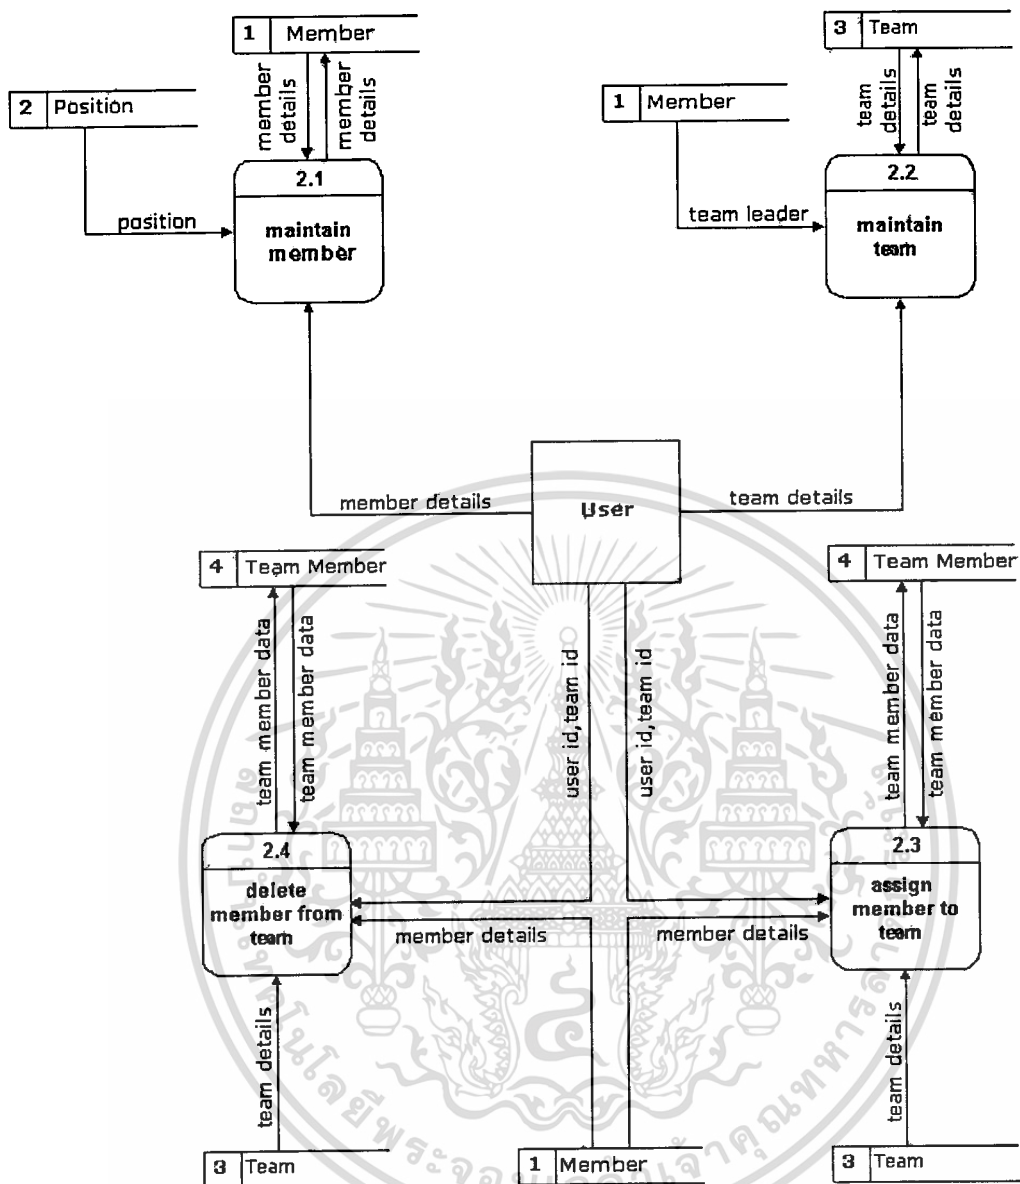 1 Member
3 Team
2 Position
1 Member
member details
member details
team details
team details
2.1
maintain
member
2.2
maintain
team
position
team leader
User
member details
team details
4 Team Member
4 Team Member
team member data
team member data
user id,team id
user id,team id
team member data
team member data
2.4
delete
member from
team
2.3
assign
member to
team
member details
member details
team details
team details
3 Team
1 Member
3 Team